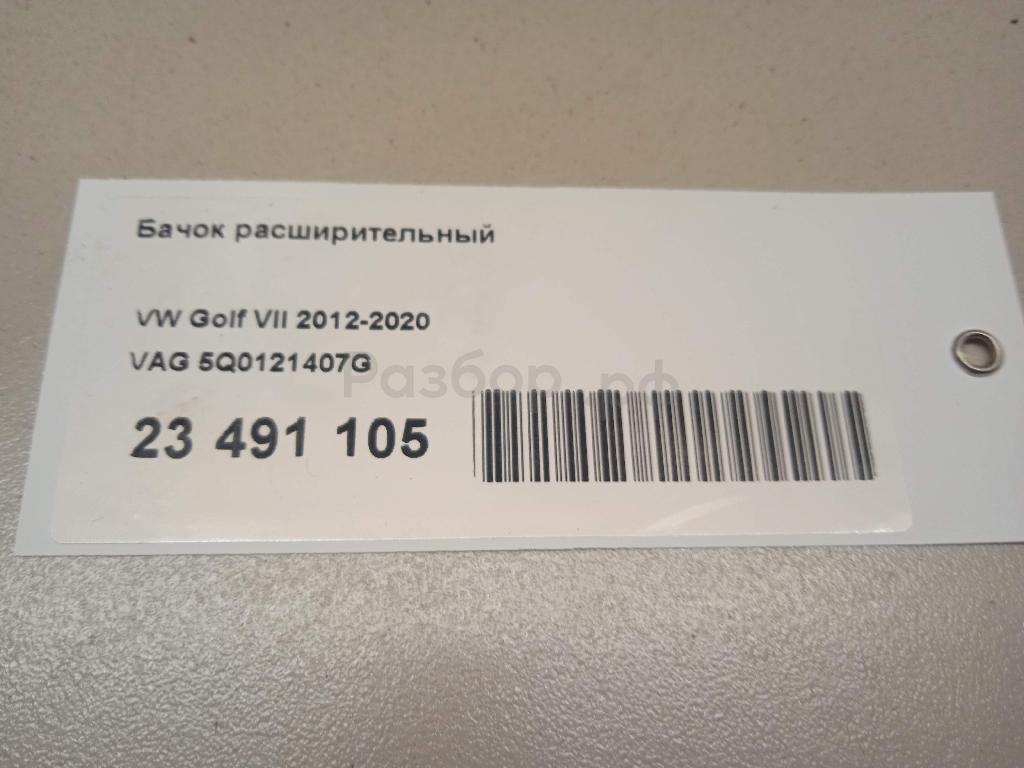 Бачок расширительный
VW Golf VII 2012-2020
VAG 5Q0121407G
Разбор.рф
23 491 105